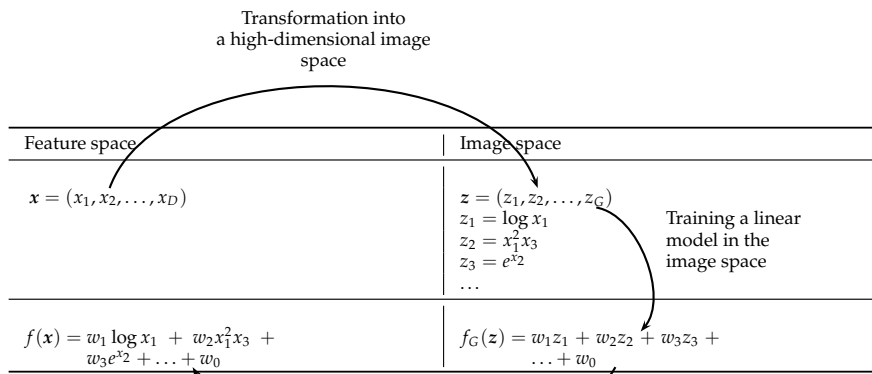 Transformation into
a high-dimensional image
space
Feature space
Image space
x = (x₁, x₂, . . . , x_D)
z = (z₁, z₂, . . . , z_G)
z₁ = log x₁
z₂ = x₁²x₃
z₃ = e^{x₂}
. . .
Training a linear
model in the
image space
f(x) = w₁ log x₁ + w₂x₁²x₃ +
w₃e^{x₂} + . . . + w₀
f_G(z) = w₁z₁ + w₂z₂ + w₃z₃ +
. . . + w₀